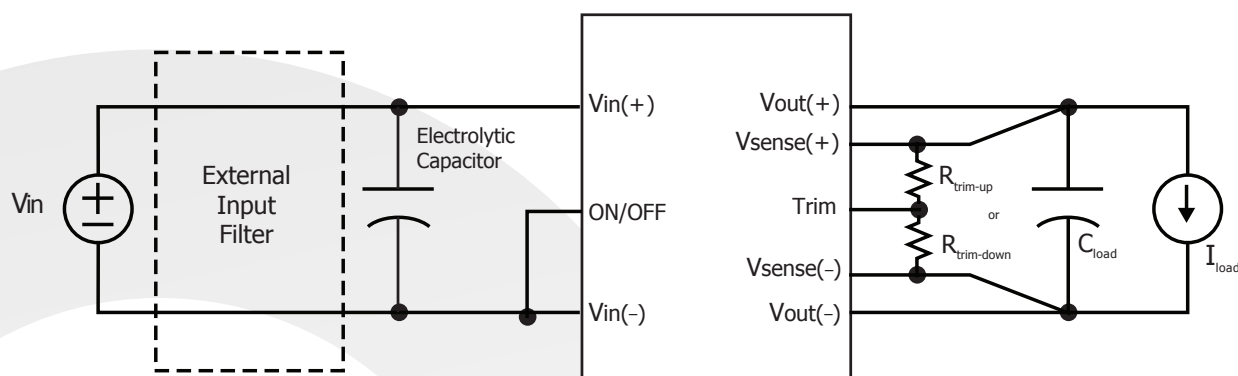 Vin
External
Input
Filter
Electrolytic
Capacitor
Vin(+)
ON/OFF
Vin(−)
Vout(+)
Vsense(+)
Trim
Vsense(−)
Vout(−)
Rtrim-up
or
Rtrim-down
Cload
Iload